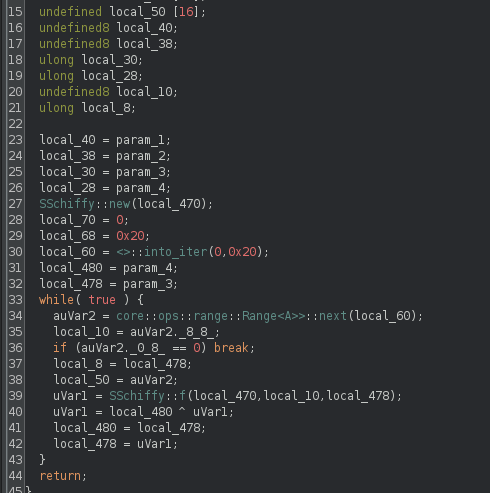 15 undefined local_50 [16];
16 undefined8 local_40;
17 undefined8 local_38;
18 ulong local_30;
19 ulong local_28;
20 undefined8 local_10;
21 ulong local_8;
22
23 local_40 = param_1;
24 local_38 = param_2;
25 local_30 = param_3;
26 local_28 = param_4;
27 SSchiffy::new(local_470);
28 local_70 = 0;
29 local_68 = 0x20;
30 local_60 = <>::into_iter(0,0x20);
31 local_480 = param_4;
32 local_478 = param_3;
33 while( true ) {
34 auVar2 = core::ops::range::Range<A>>::next(local_60);
35 local_10 = auVar2._8_8_;
36 if (auVar2._0_8_ == 0) break;
37 local_8 = local_478;
38 local_50 = auVar2;
39 uVar1 = SSchiffy::f(local_470,local_10,local_478);
40 uVar1 = local_480 ^ uVar1;
41 local_480 = local_478;
42 local_478 = uVar1;
43 }
44 return;
45 }